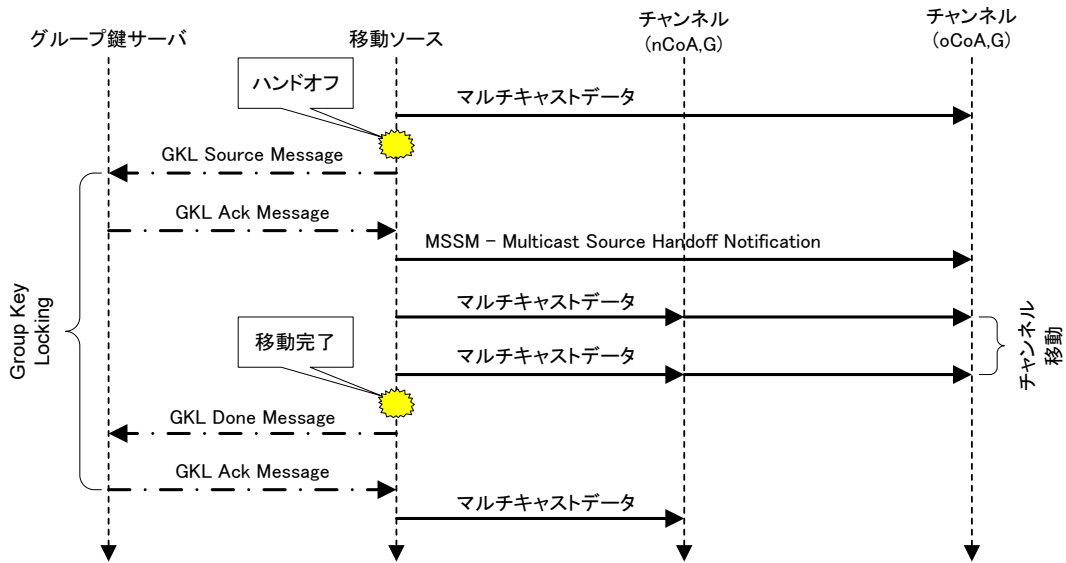 グループ鍵サーバ
移動ソース
チャンネル
(nCoA,G)
チャンネル
(oCoA,G)
ハンドオフ
マルチキャストデータ
GKL Source Message
GKL Ack Message
MSSM - Multicast Source Handoff Notification
マルチキャストデータ
移動完了
マルチキャストデータ
GKL Done Message
GKL Ack Message
マルチキャストデータ
Group Key
Locking
チャンネル
移動